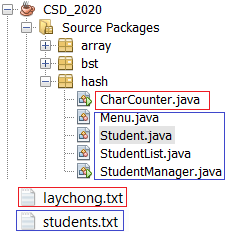 CSD_2020
Source Packages
array
bst
hash
CharCounter.java
Menu.java
Student.java
StudentList.java
StudentManager.java
laychong.txt
students.txt